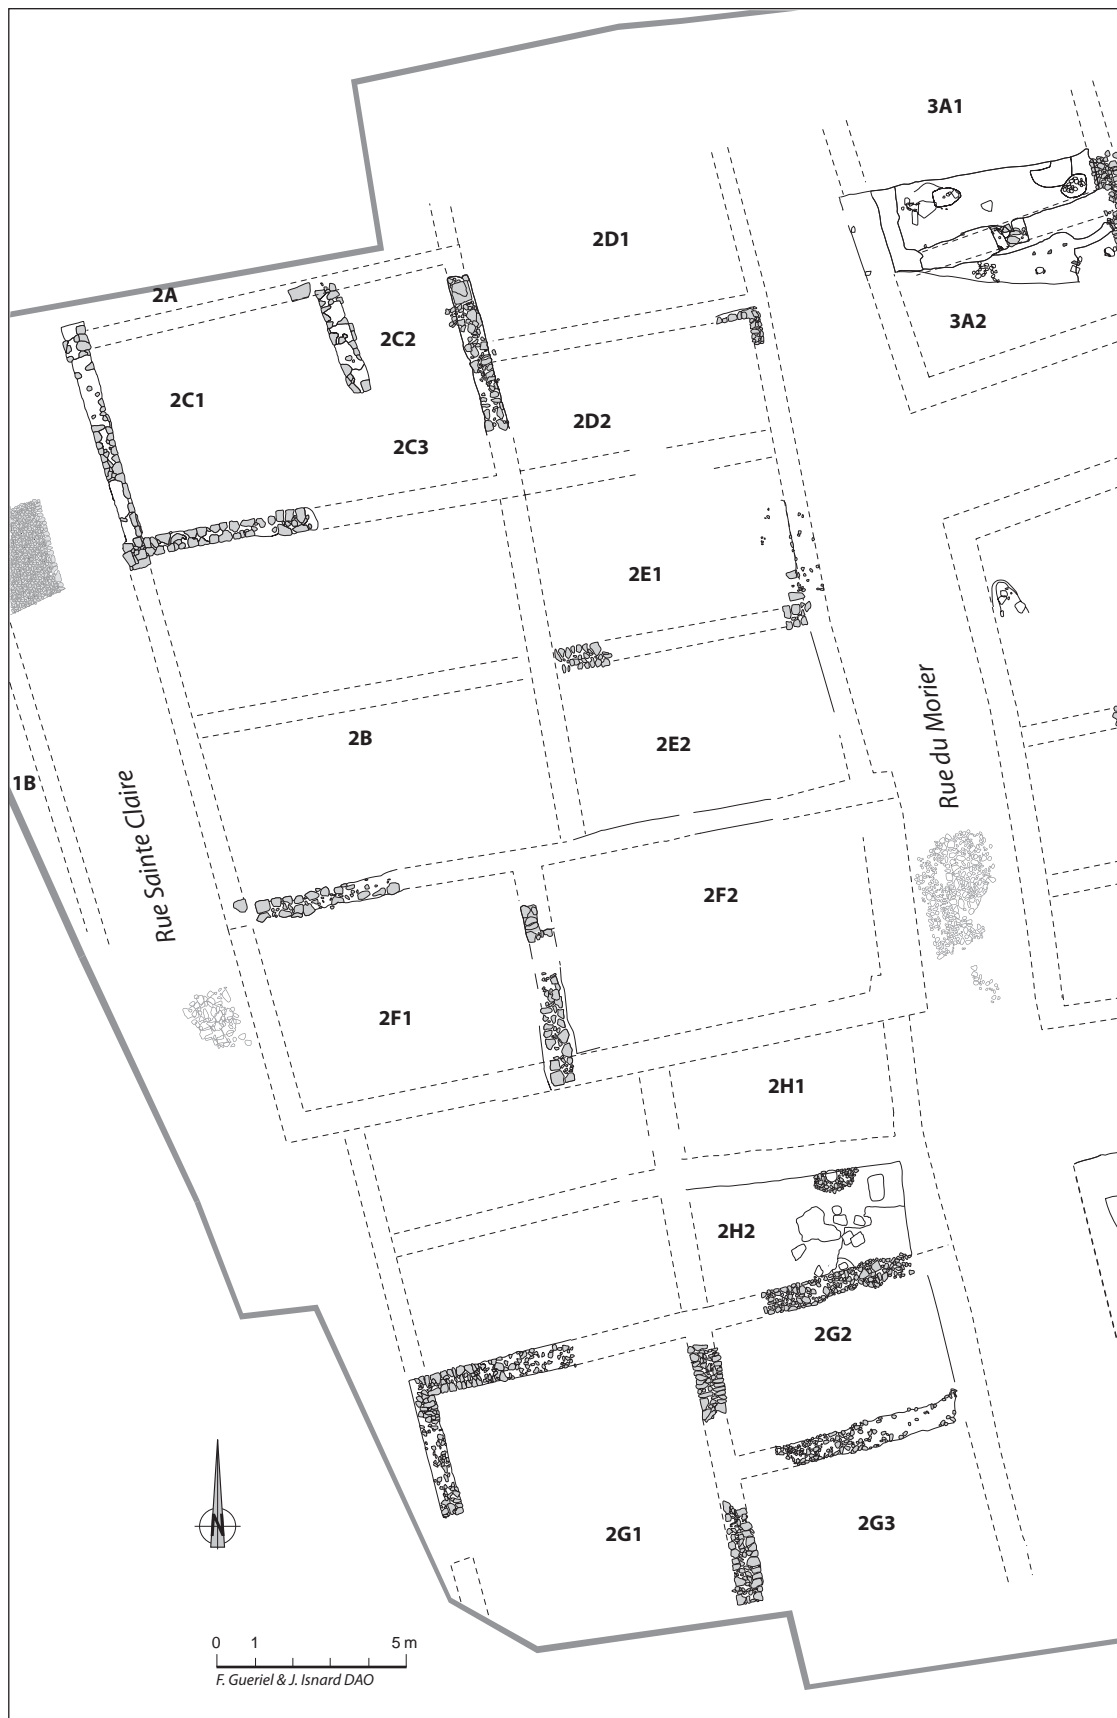 3A1
2D1
2A
3A2
2C2
2C1
2D2
2C3
2E1
2B
2E2
Rue du Morier
1B
Rue Sainte Claire
2F2
2F1
2H1
2H2
2G2
N
2G1
2G3
0 1 5 m
F. Gueriel & J. Isnard DAO